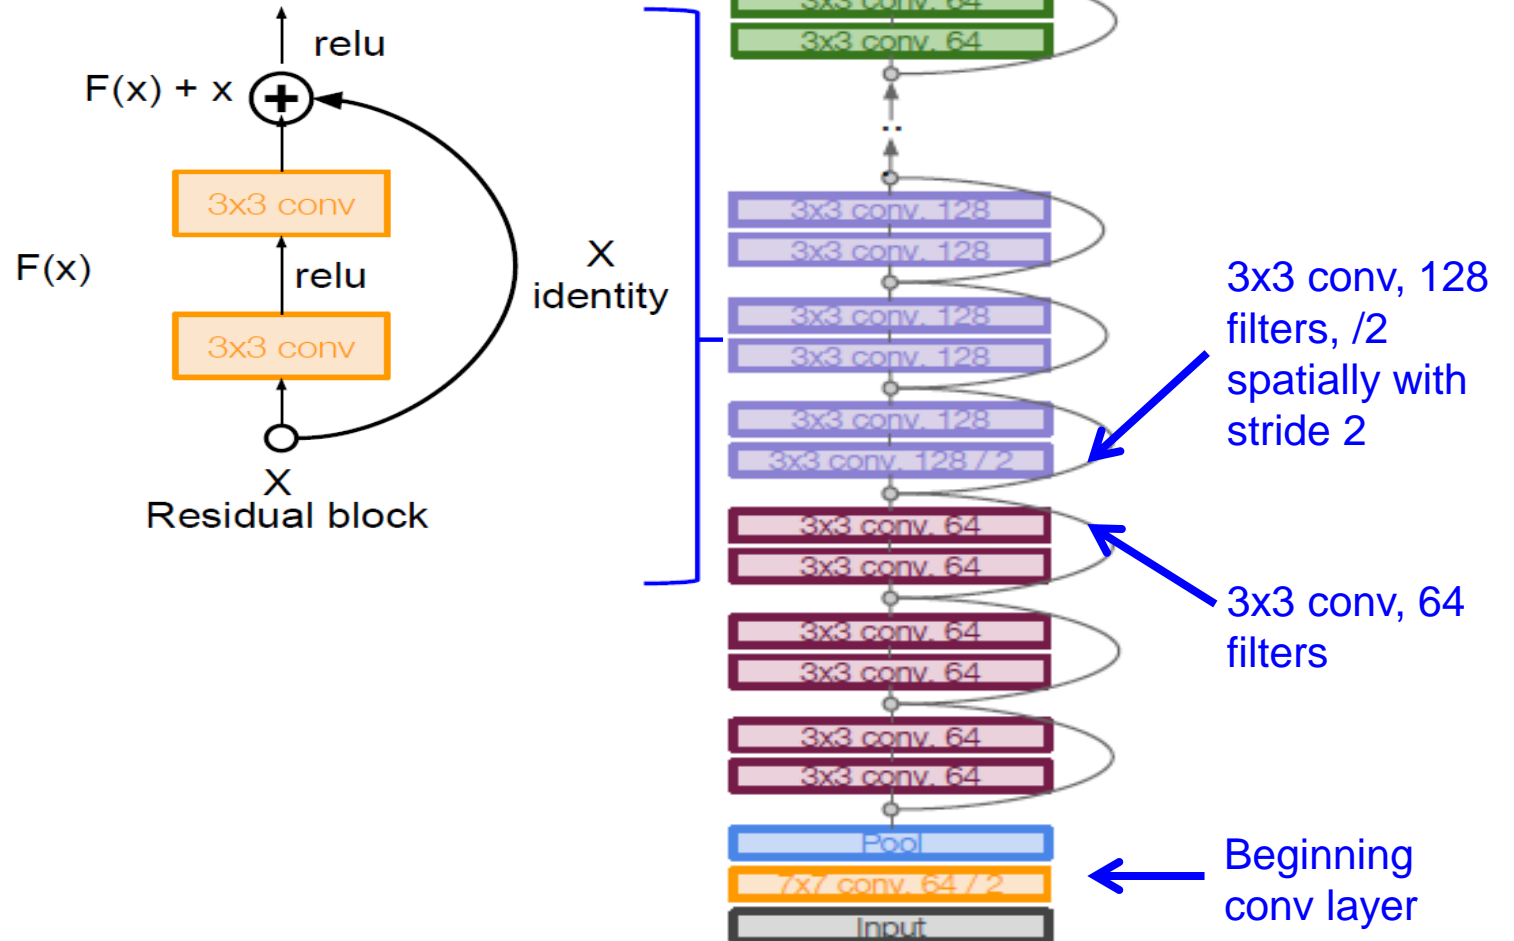 relu
F(x) + x
3x3 conv
F(x)
relu
3x3 conv
X
identity
X
Residual block
3x3 conv, 64
3x3 conv, 64
3x3 conv, 128
3x3 conv, 128
3x3 conv, 128
3x3 conv, 128
3x3 conv, 128
3x3 conv, 128 / 2
3x3 conv, 64
3x3 conv, 64
3x3 conv, 64
3x3 conv, 64
3x3 conv, 64
3x3 conv, 64
Pool
7x7 conv, 64 / 2
Input
3x3 conv, 128
filters, /2
spatially with
stride 2
3x3 conv, 64
filters
Beginning
conv layer